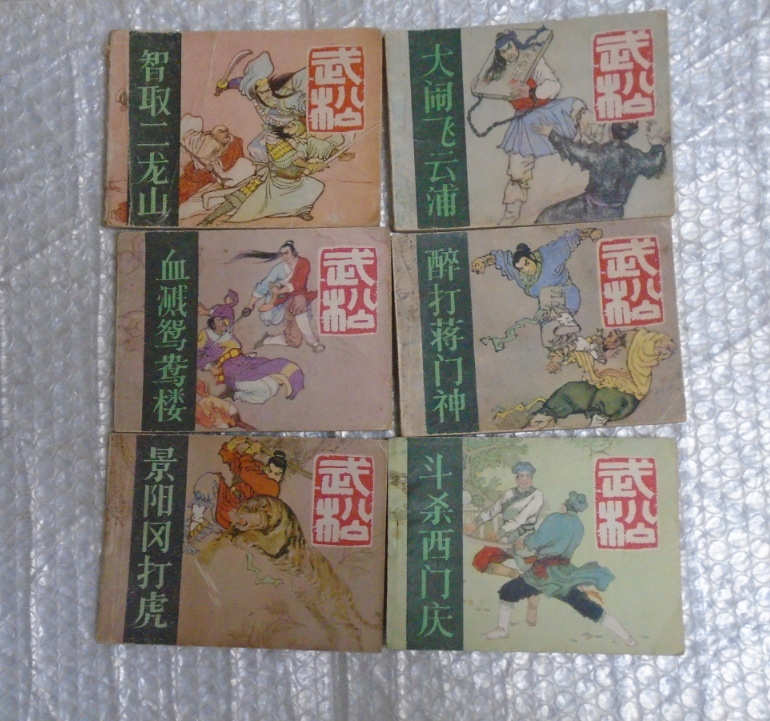 智取二龙山
武松
大闹飞云浦
武松
血溅鸳鸯楼
武松
醉打蒋门神
武松
景阳冈打虎
武松
斗杀西门庆
武松